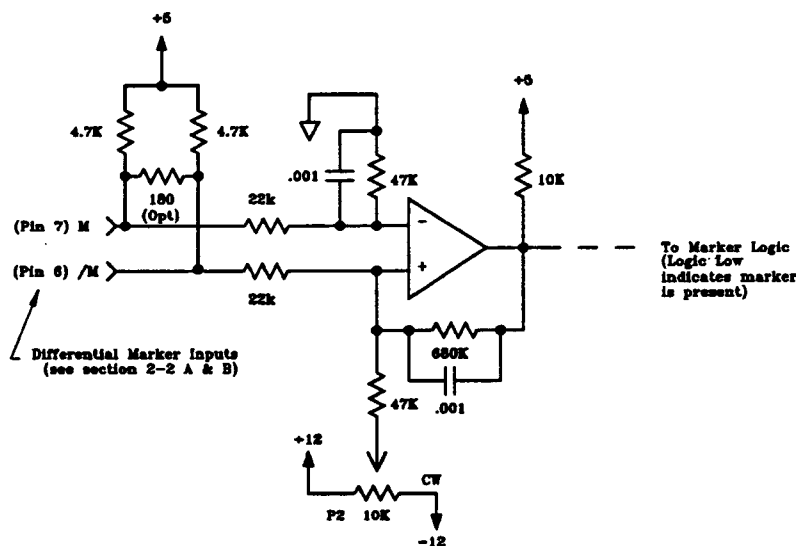 +5
+5
4.7K
4.7K
180
(Opt)
.001
47K
10K
22k
(Pin 7) M
-
(Pin 6) /M
+
22k
To Marker Logic
(Logic Low
indicates marker
is present)
680K
.001
Differential Marker Inputs
(see section 2-2 A & B)
47K
+12
CW
P2 10K
-12